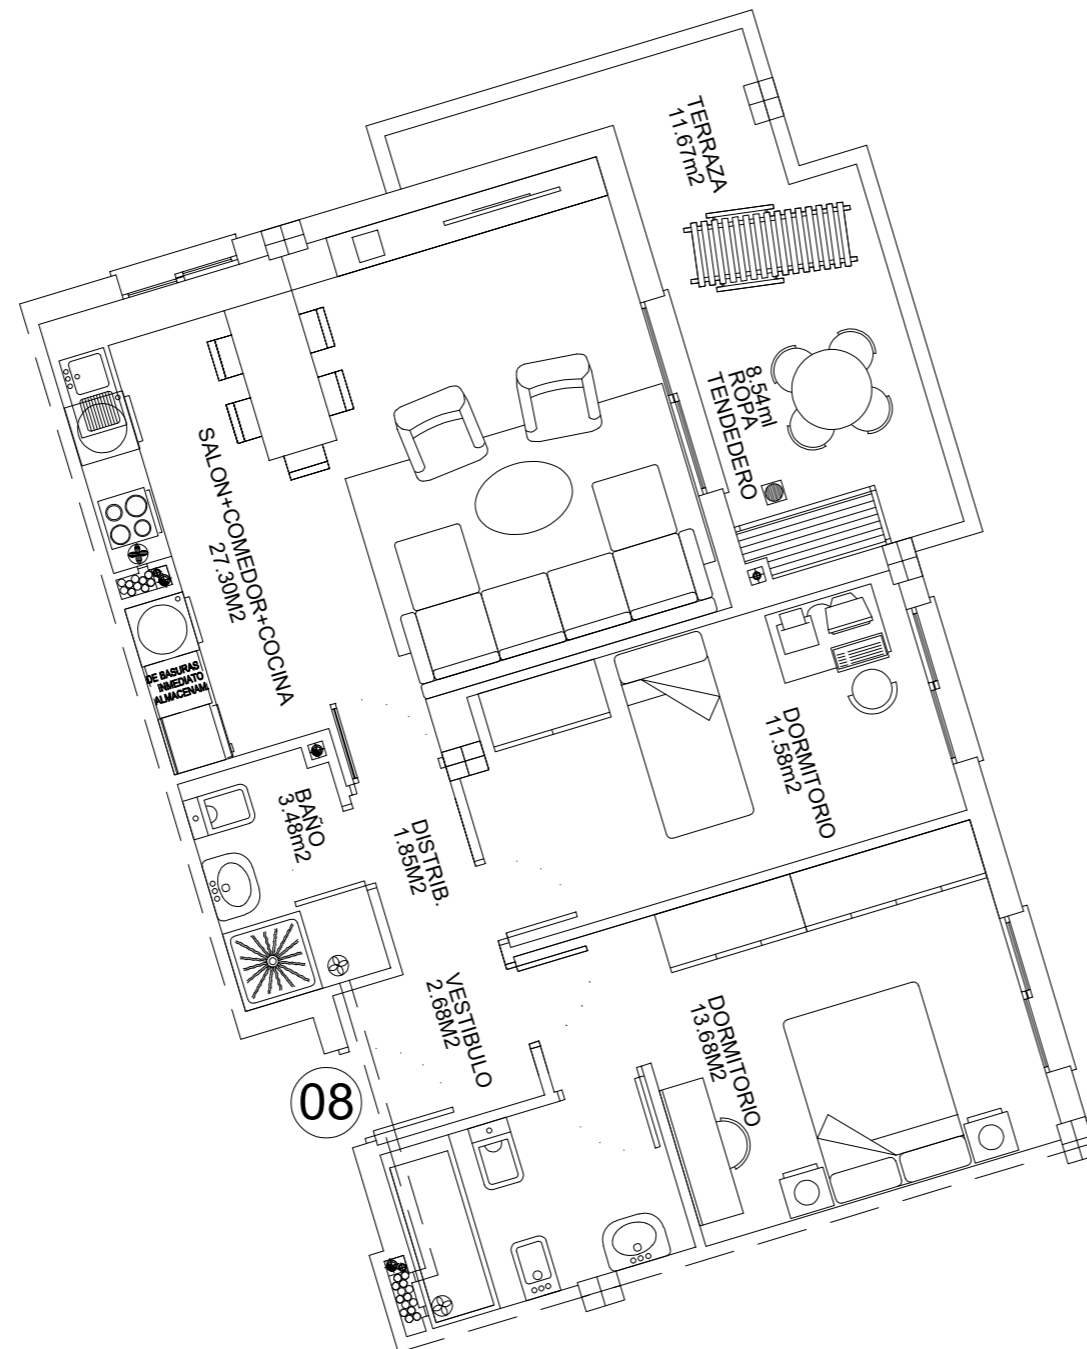 TERRAZA
11.67m2
8.54ml
ROPA
TENDEDERO
SALON+COMEDOR+COCINA
27.30M2
DE BASURAS
INMEDIATO
ALMACENAM.
DORMITORIO
11.58m2
BAÑO
3.48m2
DISTRIB.
1.85M2
VESTIBULO
2.68M2
DORMITORIO
13.68M2
08